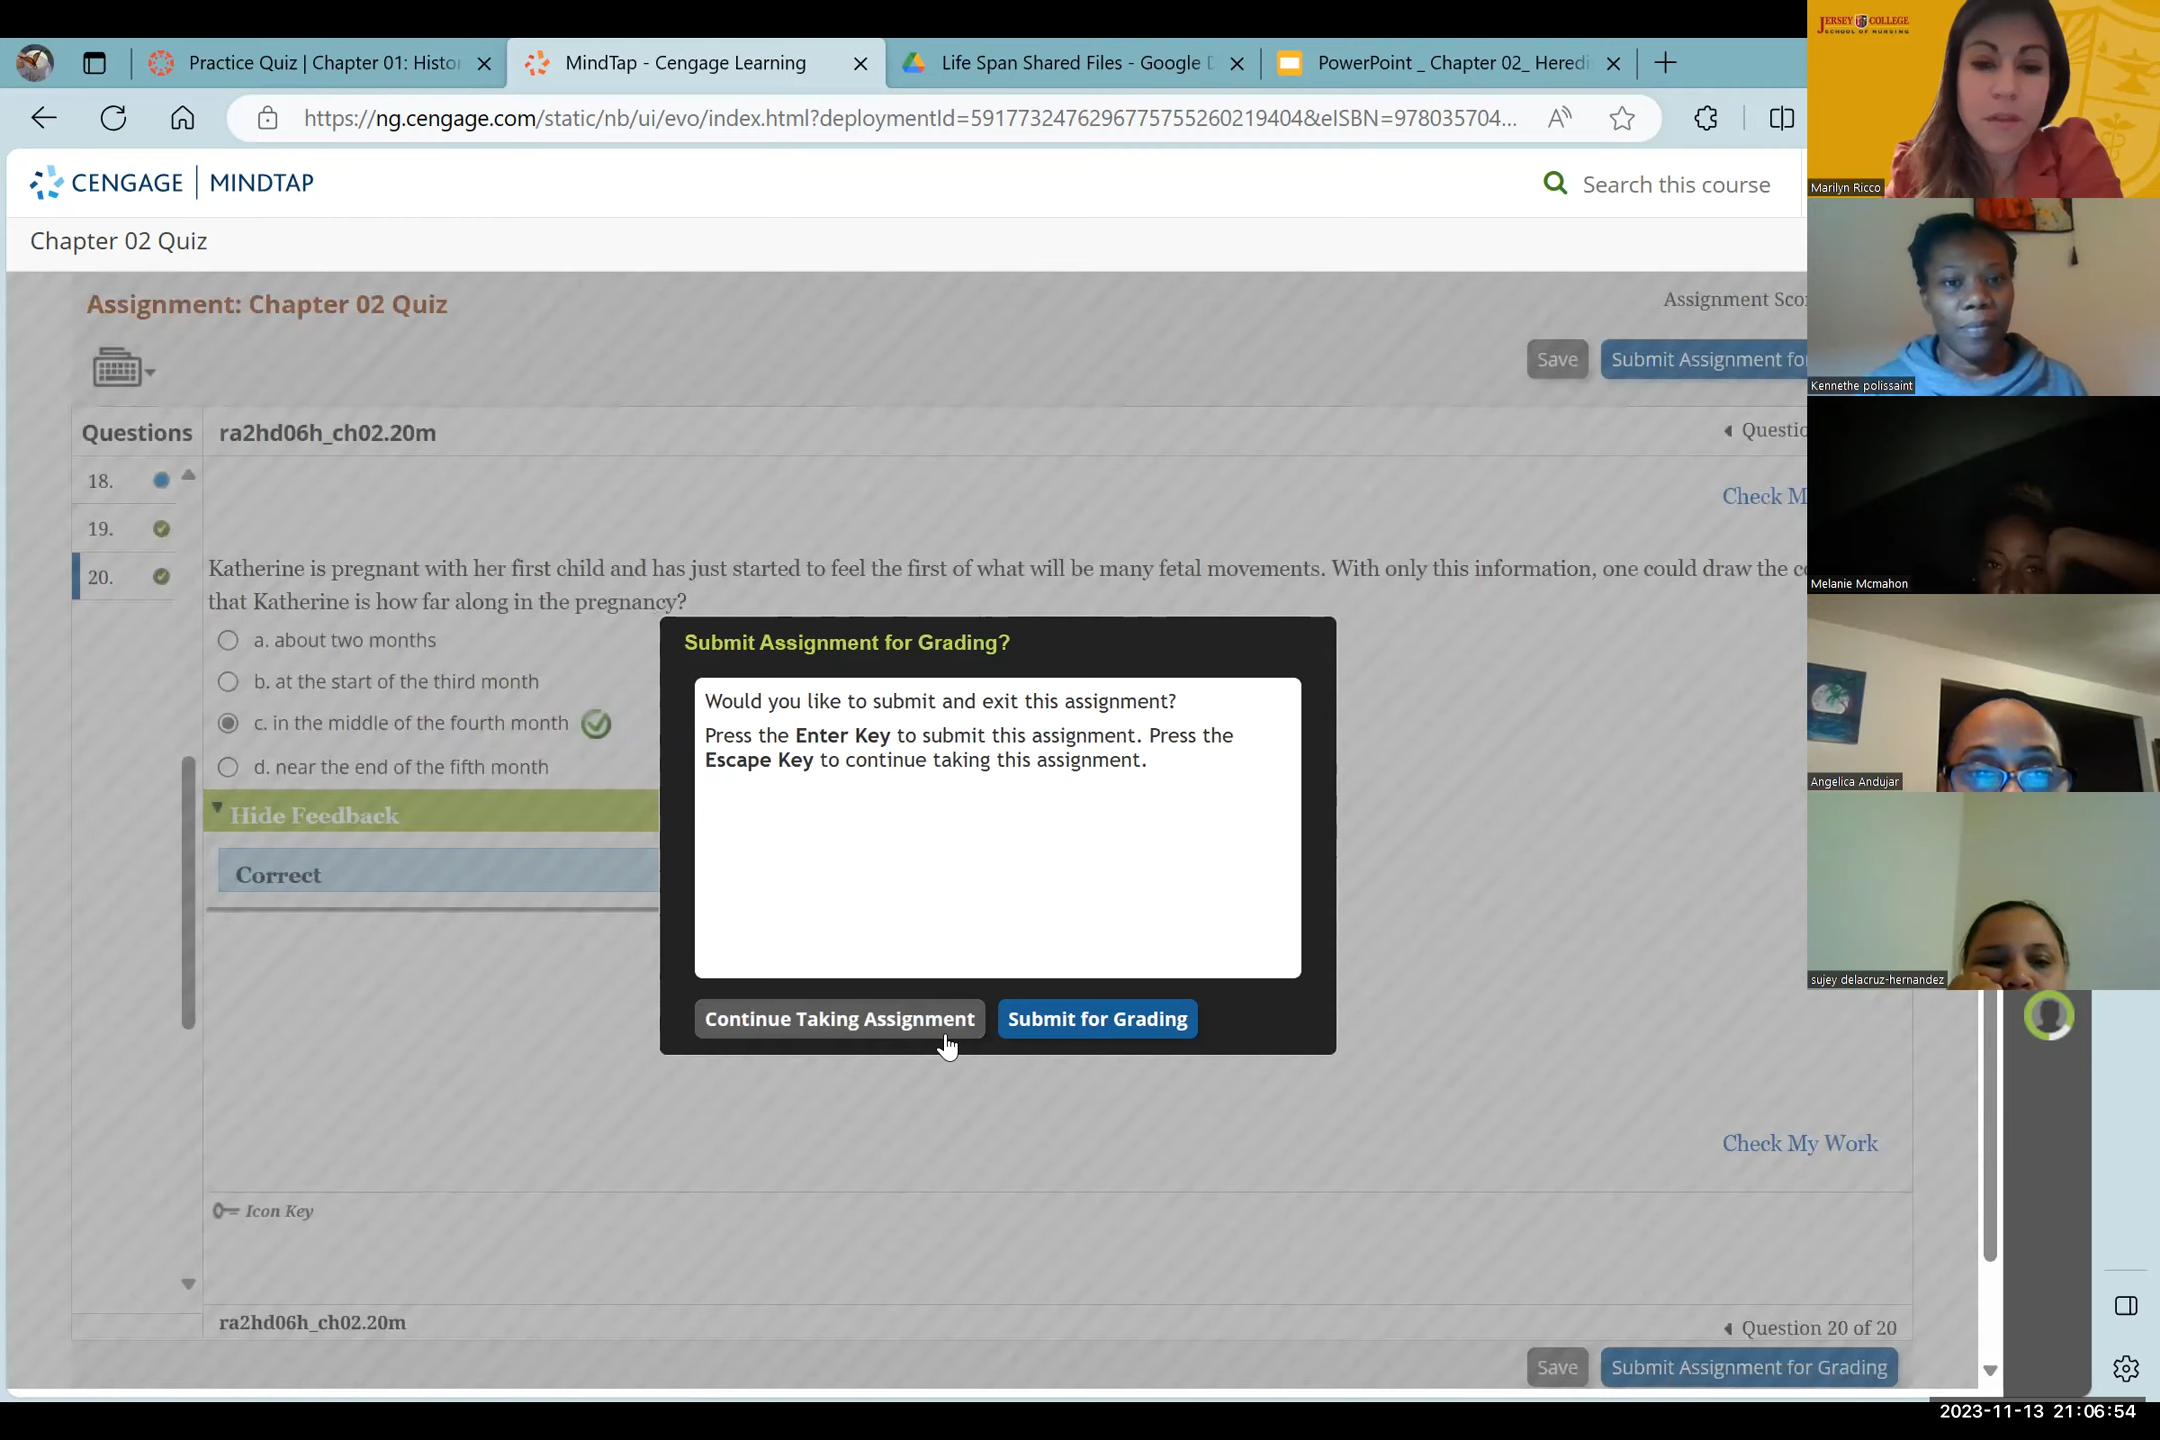 Practice Quiz | Chapter 01: Histo
MindTap - Cengage Learning
Life Span Shared Files - Google D
PowerPoint _ Chapter 02_ Heredi
https://ng.cengage.com/static/nb/ui/evo/index.html?deploymentId=5917732476296775755260219404&eISBN=978035704...
CENGAGE | MINDTAP
Search this course
Chapter 02 Quiz
Assignment: Chapter 02 Quiz
Assignment Scor
Save
Submit Assignment fo
Questions
ra2hd06h_ch02.20m
Questio
18.
19.
20.
Check M
Katherine is pregnant with her first child and has just started to feel the first of what will be many fetal movements. With only this information, one could draw the co
that Katherine is how far along in the pregnancy?
a. about two months
b. at the start of the third month
c. in the middle of the fourth month
d. near the end of the fifth month
Hide Feedback
Correct
Submit Assignment for Grading?
Would you like to submit and exit this assignment?
Press the Enter Key to submit this assignment. Press the
Escape Key to continue taking this assignment.
Continue Taking Assignment
Submit for Grading
Check My Work
Icon Key
ra2hd06h_ch02.20m
Question 20 of 20
Save
Submit Assignment for Grading
JERSEY COLLEGE
SCHOOL OF NURSING
Marilyn Ricco
Kennethe polissaint
Melanie Mcmahon
Angelica Andujar
sujey delacruz-hernandez
2023-11-13 21:06:54